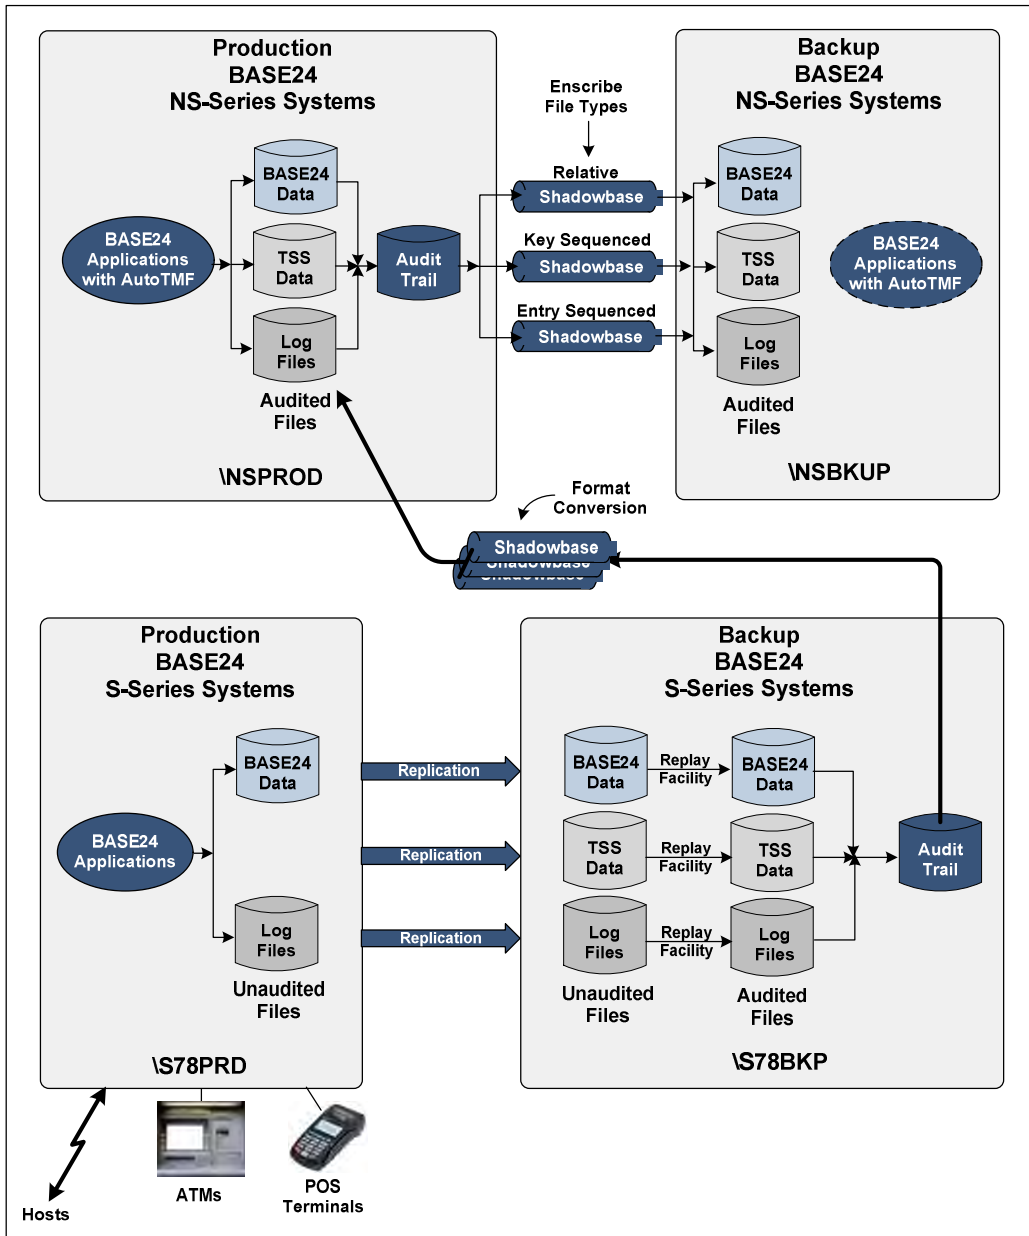 Production
BASE24
NS-Series Systems
BASE24
Applications
with AutoTMF
BASE24
Data
TSS
Data
Log
Files
Audited
Files
Audit
Trail
\NSPROD
Enscribe
File Types
Relative
Shadowbase
Key Sequenced
Shadowbase
Entry Sequenced
Shadowbase
Backup
BASE24
NS-Series Systems
BASE24
Data
TSS
Data
Log
Files
Audited
Files
BASE24
Applications
with AutoTMF
\NSBKUP
Format
Conversion
Shadowbase
Shadowbase
Shadowbase
Production
BASE24
S-Series Systems
BASE24
Applications
BASE24
Data
Log
Files
Unaudited
Files
\S78PRD
Replication
Replication
Replication
Backup
BASE24
S-Series Systems
BASE24
Data
Replay
Facility
BASE24
Data
TSS
Data
Replay
Facility
TSS
Data
Log
Files
Replay
Facility
Log
Files
Unaudited
Files
Audited
Files
Audit
Trail
\S78BKP
Hosts
ATMs
POS
Terminals